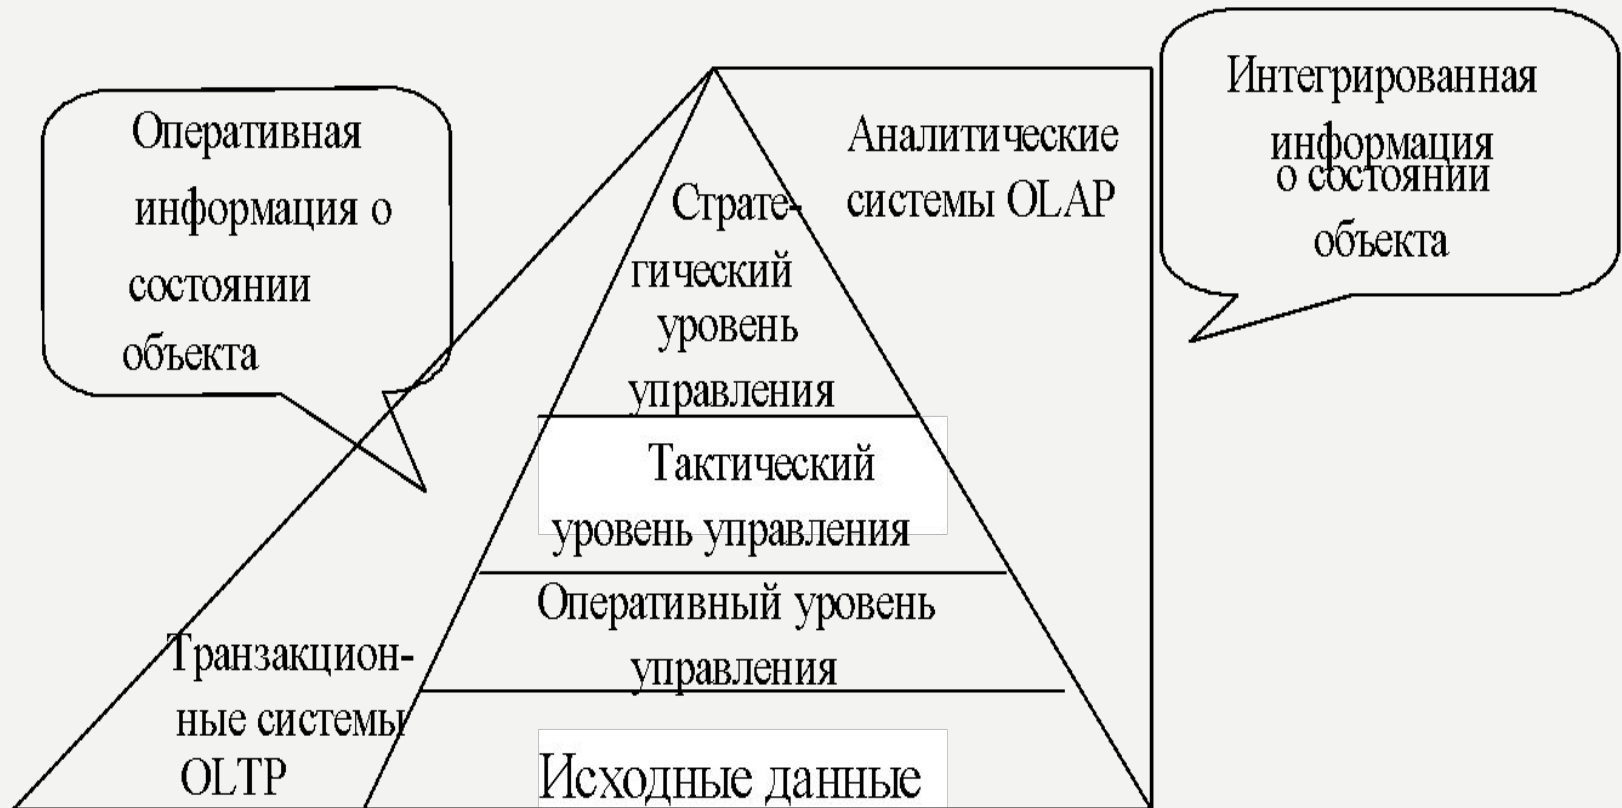 Оперативная
информация о
состоянии
объекта
Страте-
гический
уровень
управления
Аналитические
системы OLAP
Интегрированная
информация
о состоянии
объекта
Тактический
уровень управления
Оперативный уровень
управления
Транзакцион-
ные системы
OLTP
Исходные данные